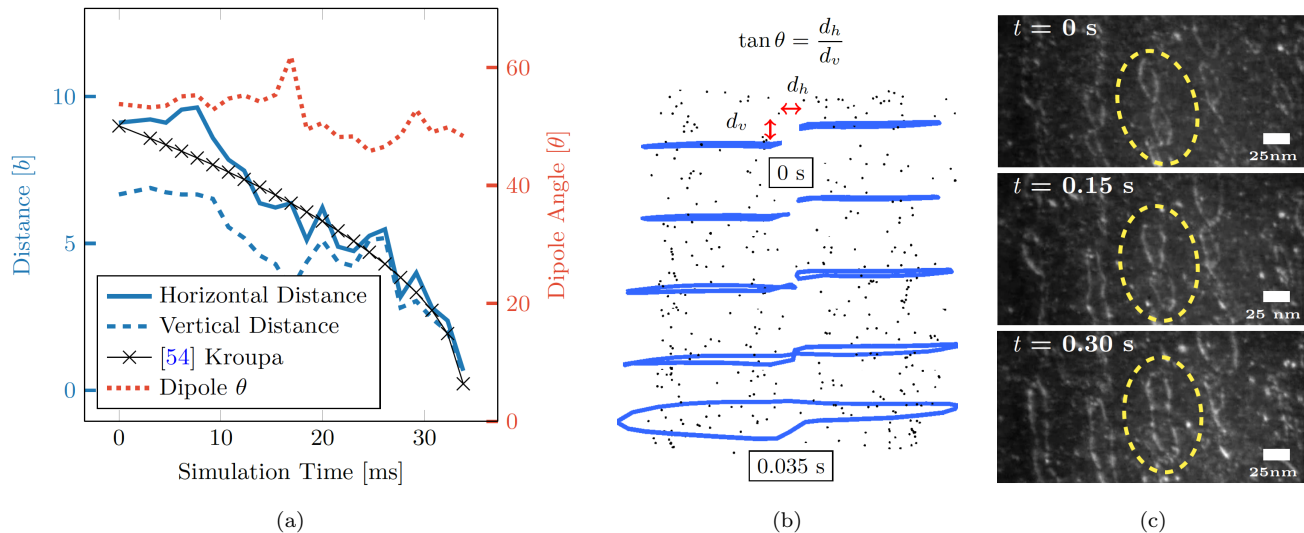 10
5
0
Distance [b]
60
40
20
0
Dipole Angle [θ]
Horizontal Distance
Vertical Distance
[54] Kroupa
Dipole θ
0 10 20 30
Simulation Time [ms]
(a)
tan θ = d_h / d_v
d_h
d_v
0 s
0.035 s
(b)
t = 0 s
25nm
t = 0.15 s
25 nm
t = 0.30 s
25nm
(c)